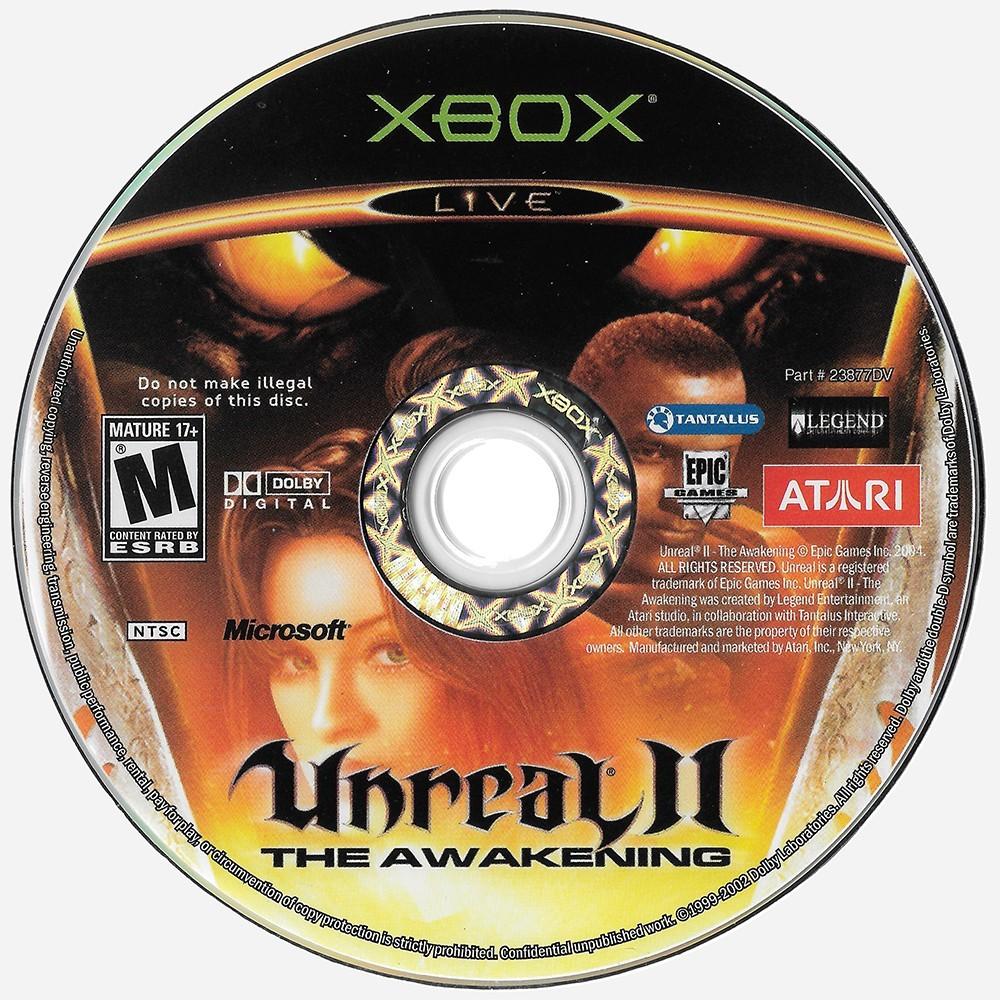 XBOX®
LIVE™
Do not make illegal
copies of this disc.
MATURE 17+
M®
CONTENT RATED BY
ESRB
DOLBY
DIGITAL
NTSC
Microsoft®
XBOX
Part # 23877DV
TANTALUS
LEGEND
EPIC
GAMES
ATARI
Unreal® II - The Awakening © Epic Games Inc. 2004.
ALL RIGHTS RESERVED. Unreal is a registered
trademark of Epic Games Inc. Unreal® II - The
Awakening was created by Legend Entertainment, an
Atari studio, in collaboration with Tantalus Interactive.
All other trademarks are the property of their respective
owners. Manufactured and marketed by Atari, Inc., New York, NY.
Unreal® II
THE AWAKENING
Unauthorized copying, reverse engineering, transmission, public performance, rental, pay for play, or circumvention of copy protection is strictly prohibited. Confidential unpublished work. ©1999-2002 Dolby Laboratories. All rights reserved. Dolby and the double-D symbol are trademarks of Dolby Laboratories.